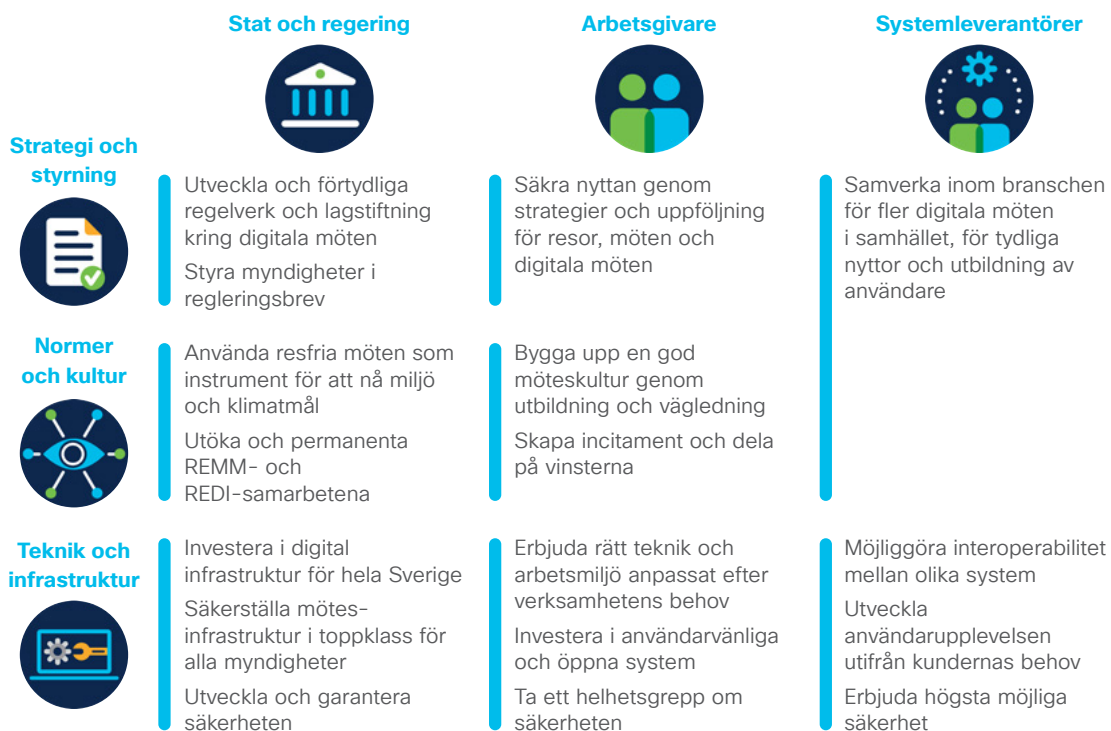 Stat och regering
Arbetsgivare
Systemleverantörer
Strategi och
styrning
Utveckla och förtydliga
regelverk och lagstiftning
kring digitala möten
Styra myndigheter i
regleringsbrev
Säkra nyttan genom
strategier och uppföljning
för resor, möten och
digitala möten
Samverka inom branschen
för fler digitala möten
i samhället, för tydliga
nyttor och utbildning av
användare
Normer
och kultur
Använda resfria möten som
instrument för att nå miljö
och klimatmål
Utöka och permanenta
REMM- och
REDI-samarbetena
Bygga upp en god
möteskultur genom
utbildning och vägledning
Skapa incitament och dela
på vinsterna
Teknik och
infrastruktur
Investera i digital
infrastruktur för hela Sverige
Säkerställa mötes-
infrastruktur i toppklass för
alla myndigheter
Utveckla och garantera
säkerheten
Erbjuda rätt teknik och
arbetsmiljö anpassat efter
verksamhetens behov
Investera i användarvänliga
och öppna system
Ta ett helhetsgrepp om
säkerheten
Möjliggöra interoperabilitet
mellan olika system
Utveckla
användarupplevelsen
utifrån kundernas behov
Erbjuda högsta möjliga
säkerhet